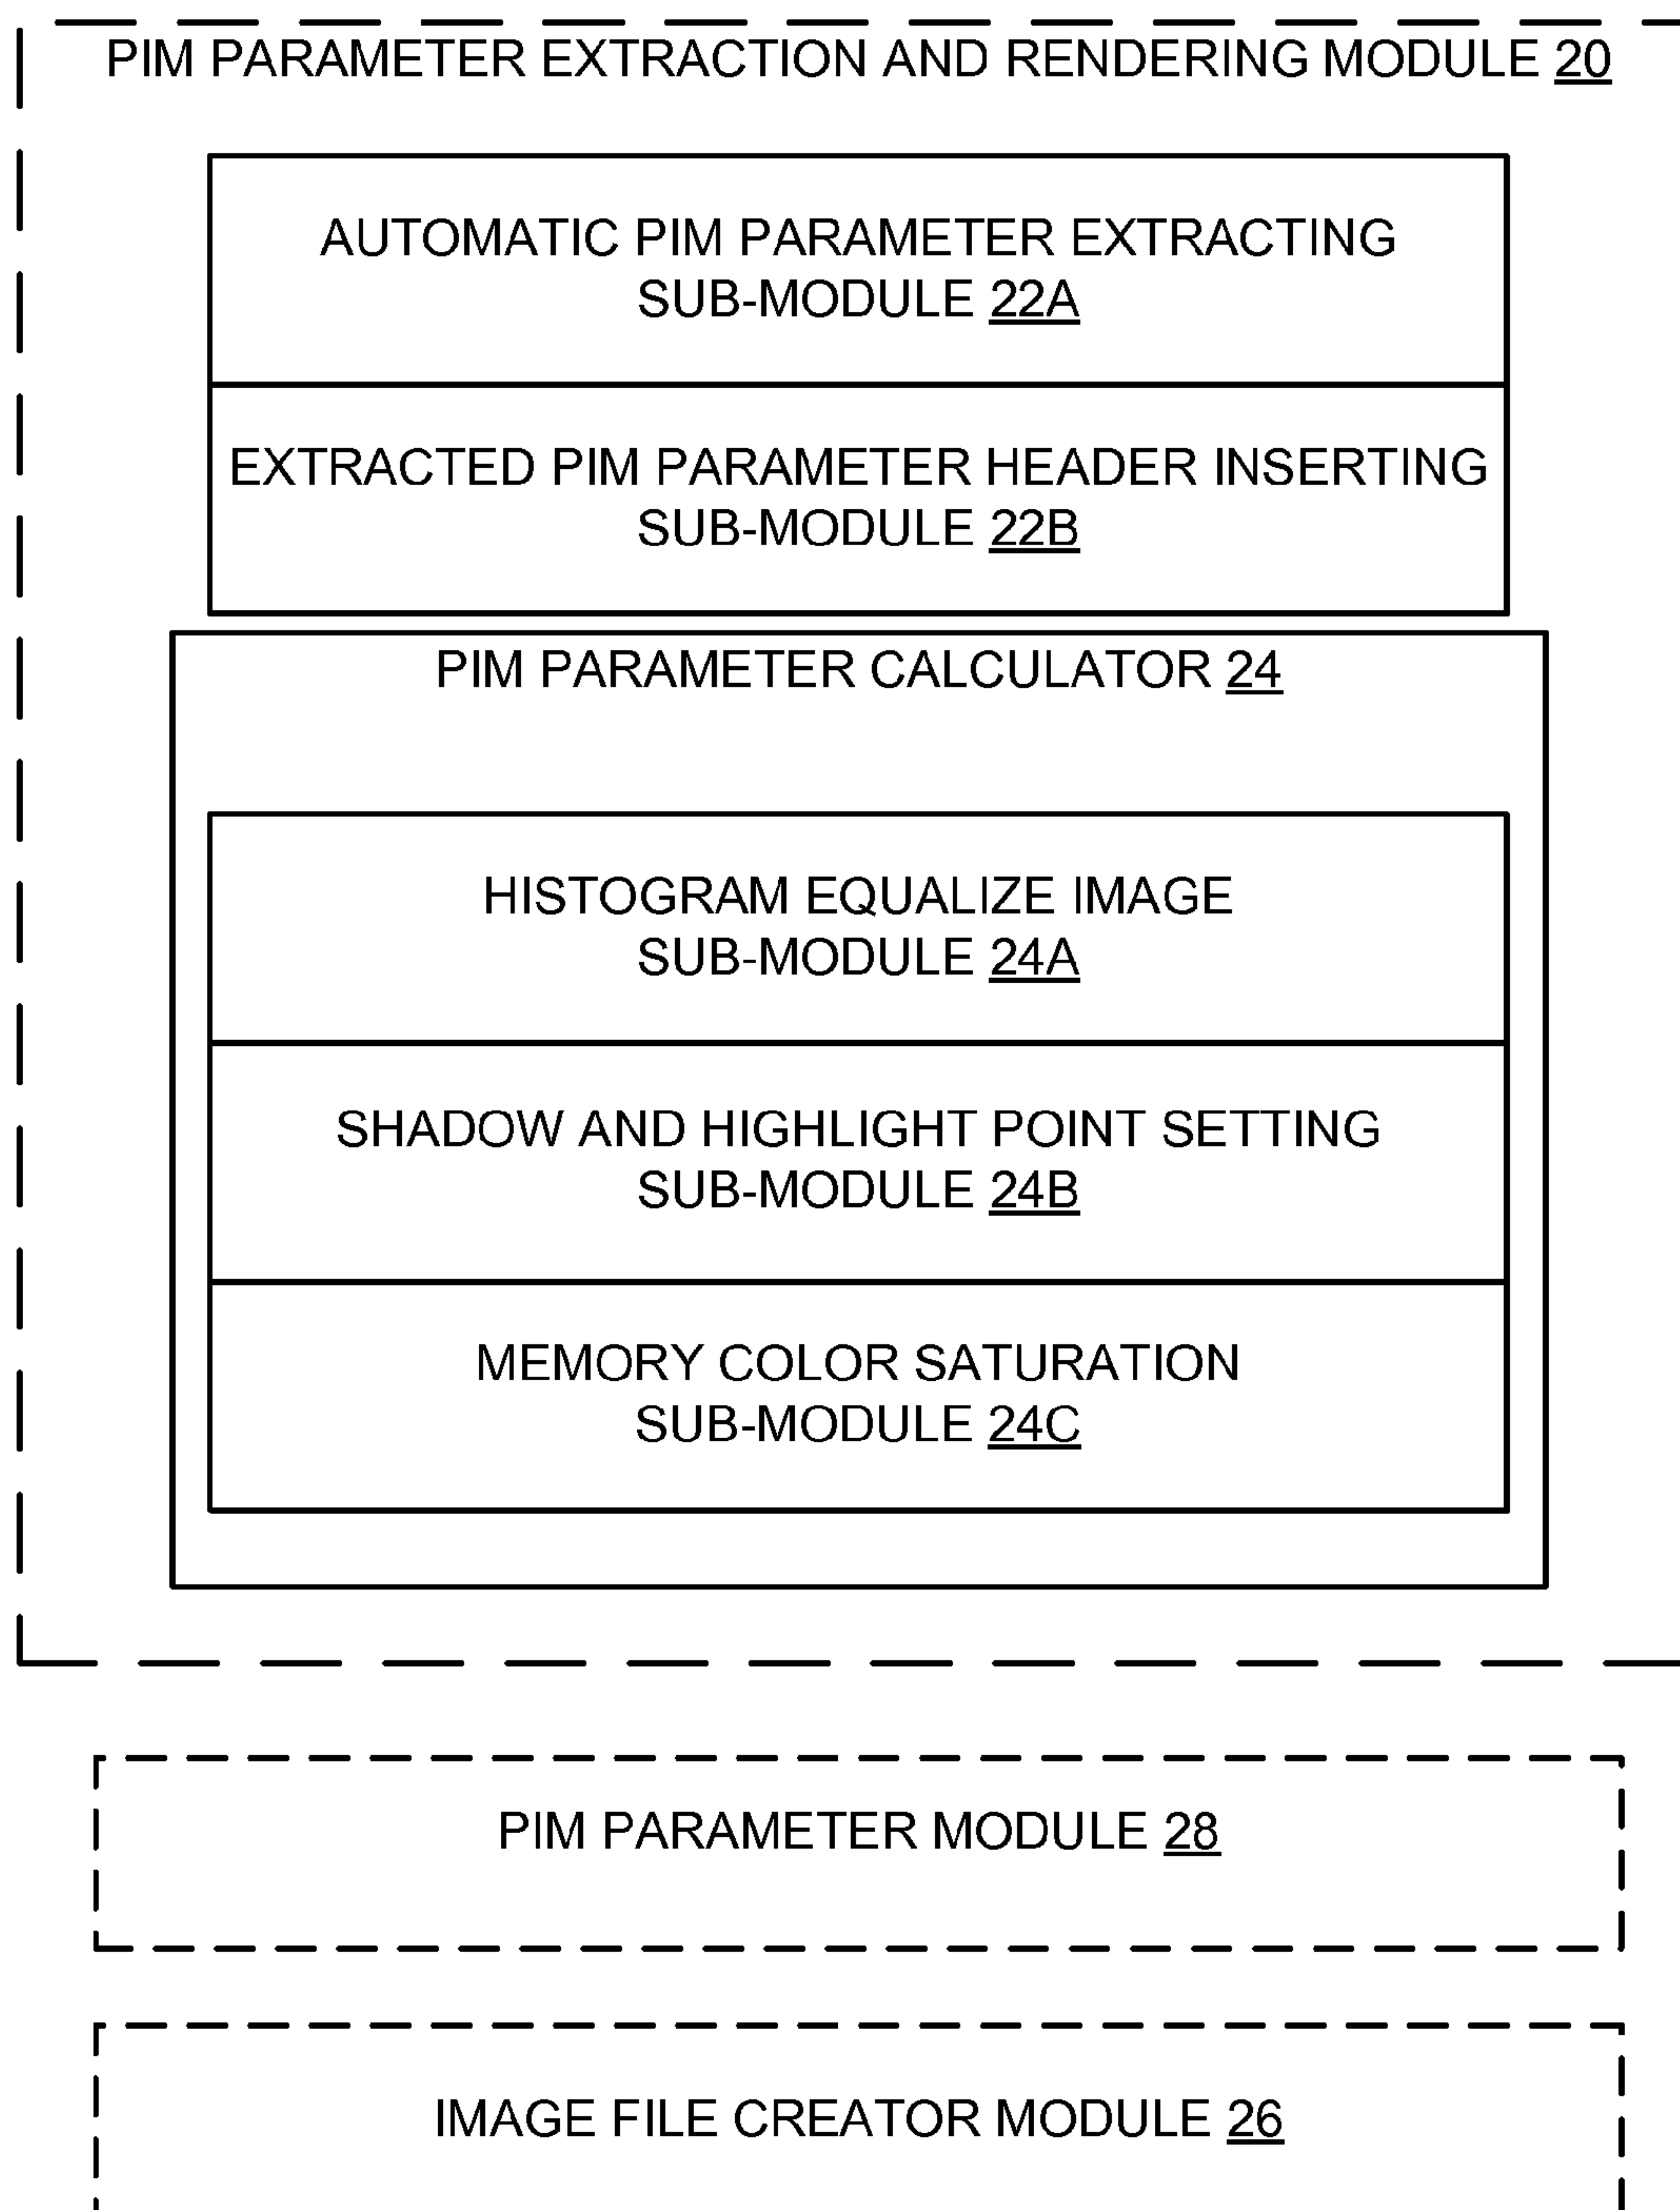 PIM PARAMETER EXTRACTION AND RENDERING MODULE 20
AUTOMATIC PIM PARAMETER EXTRACTING
SUB-MODULE 22A
EXTRACTED PIM PARAMETER HEADER INSERTING
SUB-MODULE 22B
PIM PARAMETER CALCULATOR 24
HISTOGRAM EQUALIZE IMAGE
SUB-MODULE 24A
SHADOW AND HIGHLIGHT POINT SETTING
SUB-MODULE 24B
MEMORY COLOR SATURATION
SUB-MODULE 24C
PIM PARAMETER MODULE 28
IMAGE FILE CREATOR MODULE 26